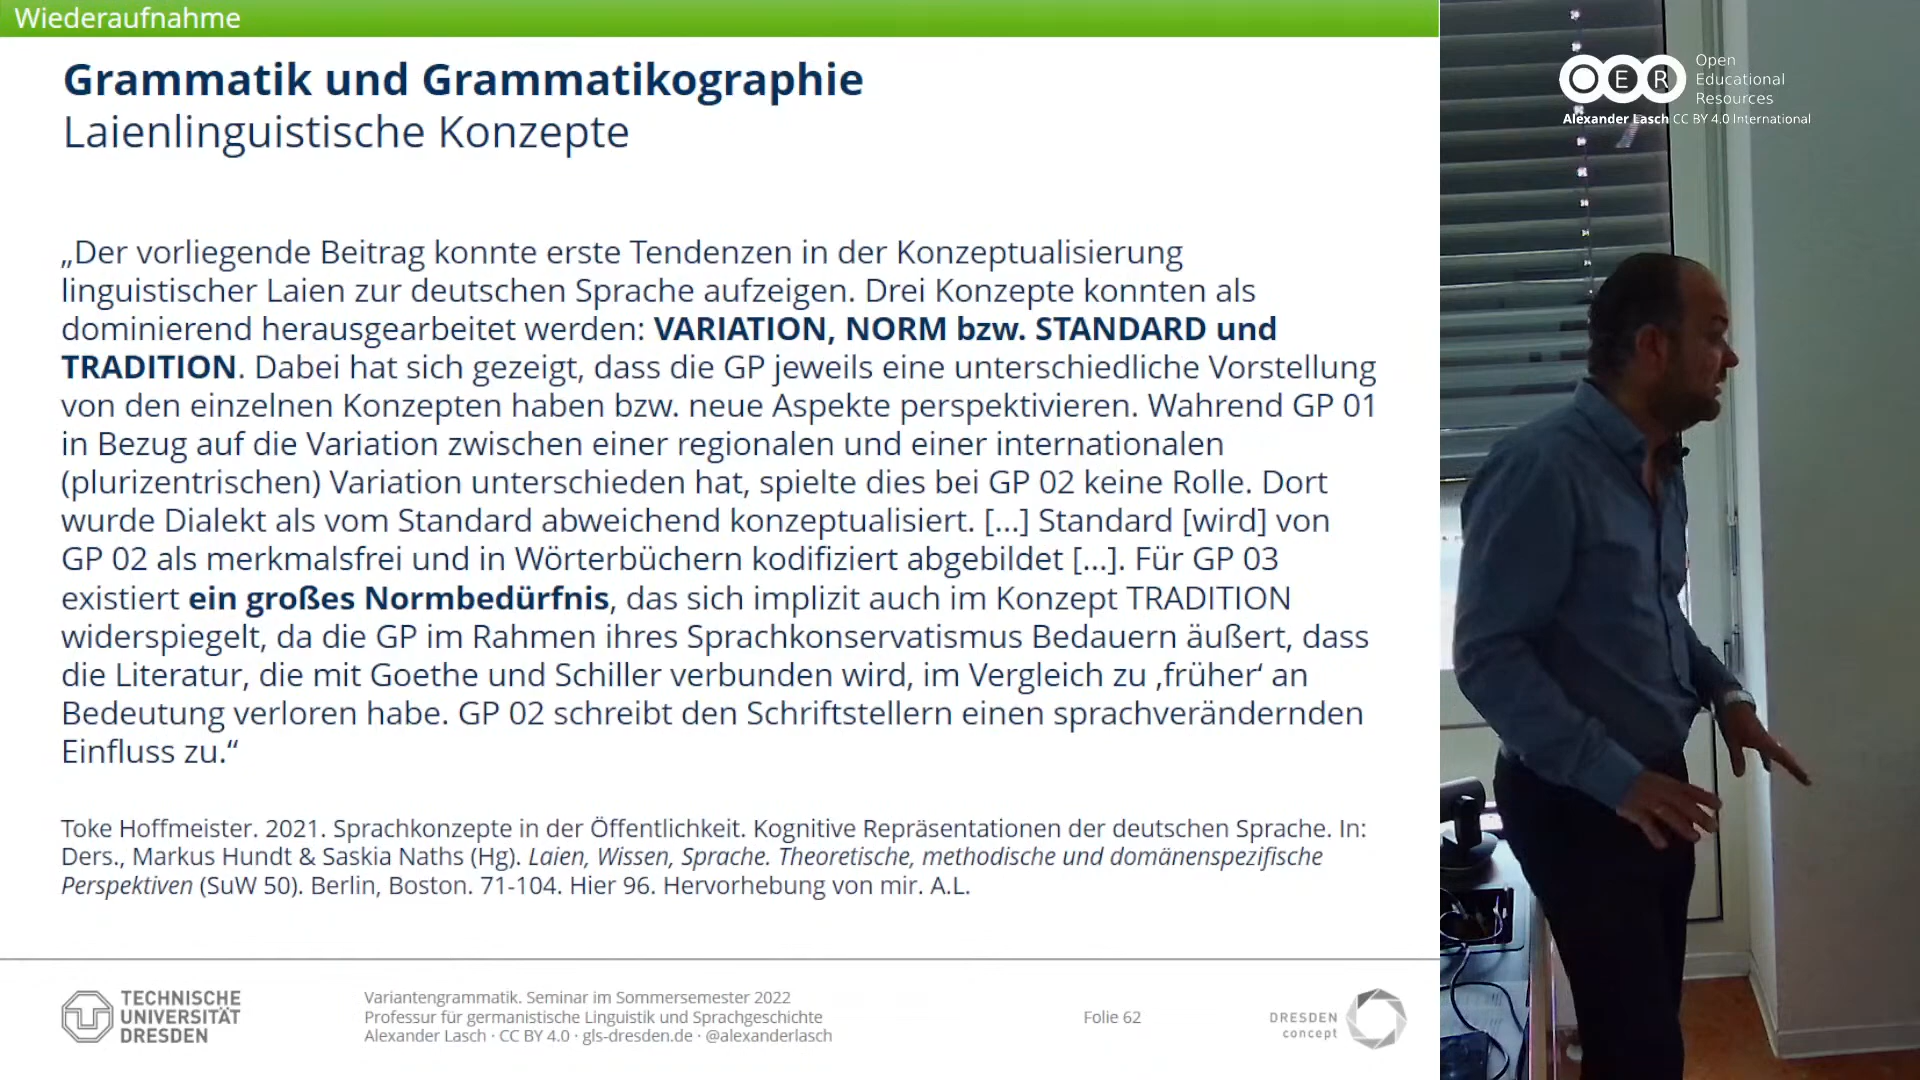 Wiederaufnahme
Grammatik und Grammatikographie
Laienlinguistische Konzepte
„Der vorliegende Beitrag konnte erste Tendenzen in der Konzeptualisierung
linguistischer Laien zur deutschen Sprache aufzeigen. Drei Konzepte konnten als
dominierend herausgearbeitet werden: VARIATION, NORM bzw. STANDARD und
TRADITION. Dabei hat sich gezeigt, dass die GP jeweils eine unterschiedliche Vorstellung
von den einzelnen Konzepten haben bzw. neue Aspekte perspektivieren. Wahrend GP 01
in Bezug auf die Variation zwischen einer regionalen und einer internationalen
(plurizentrischen) Variation unterschieden hat, spielte dies bei GP 02 keine Rolle. Dort
wurde Dialekt als vom Standard abweichend konzeptualisiert. [...] Standard [wird] von
GP 02 als merkmalsfrei und in Wörterbüchern kodifiziert abgebildet [...]. Für GP 03
existiert ein großes Normbedürfnis, das sich implizit auch im Konzept TRADITION
widerspiegelt, da die GP im Rahmen ihres Sprachkonservatismus Bedauern äußert, dass
die Literatur, die mit Goethe und Schiller verbunden wird, im Vergleich zu ‚früher‘ an
Bedeutung verloren habe. GP 02 schreibt den Schriftstellern einen sprachverändernden
Einfluss zu.“
Toke Hoffmeister. 2021. Sprachkonzepte in der Öffentlichkeit. Kognitive Repräsentationen der deutschen Sprache. In:
Ders., Markus Hundt & Saskia Naths (Hg). Laien, Wissen, Sprache. Theoretische, methodische und domänenspezifische
Perspektiven (SuW 50). Berlin, Boston. 71-104. Hier 96. Hervorhebung von mir. A.L.
TECHNISCHE
UNIVERSITÄT
DRESDEN
Variantengrammatik. Seminar im Sommersemester 2022
Professur für germanistische Linguistik und Sprachgeschichte
Alexander Lasch · CC BY 4.0 · gls-dresden.de · @alexanderlasch
Folie 62
DRESDEN
concept
OER
Open
Educational
Resources
Alexander Lasch CC BY 4.0 International